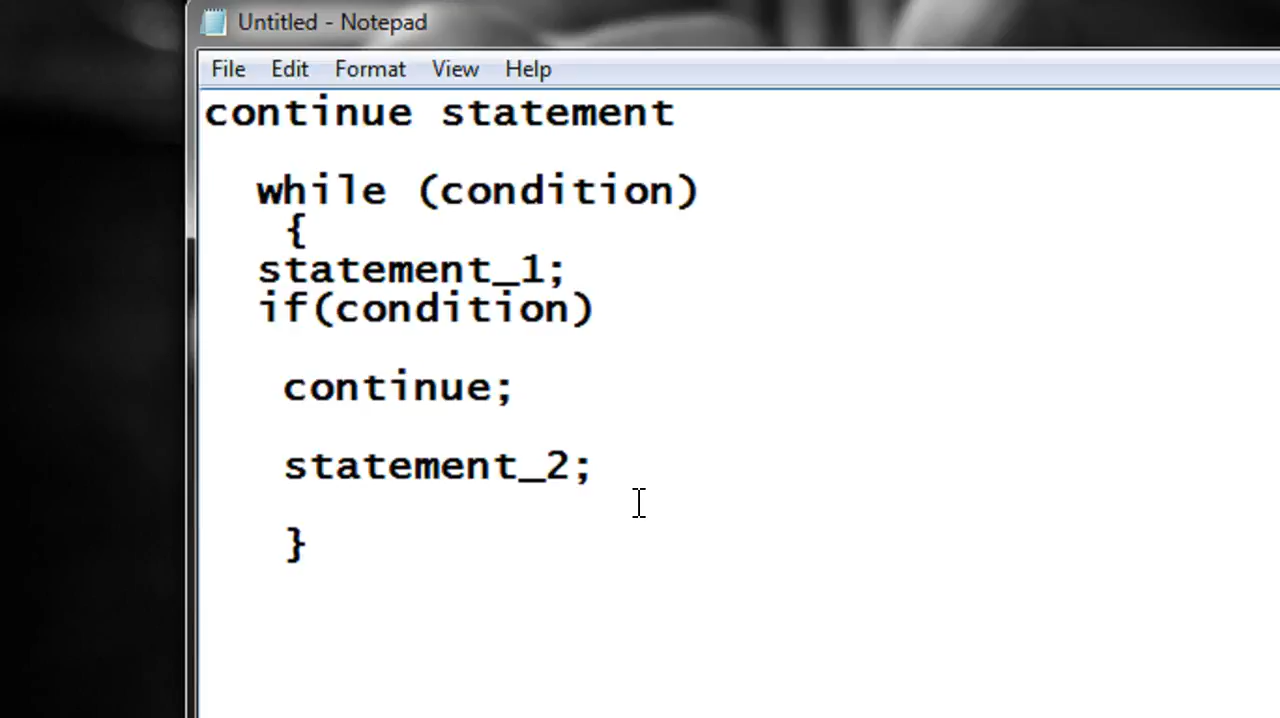 Untitled - Notepad
File Edit Format View Help
continue statement
while (condition)
{
statement_1;
if(condition)
continue;
statement_2;
}